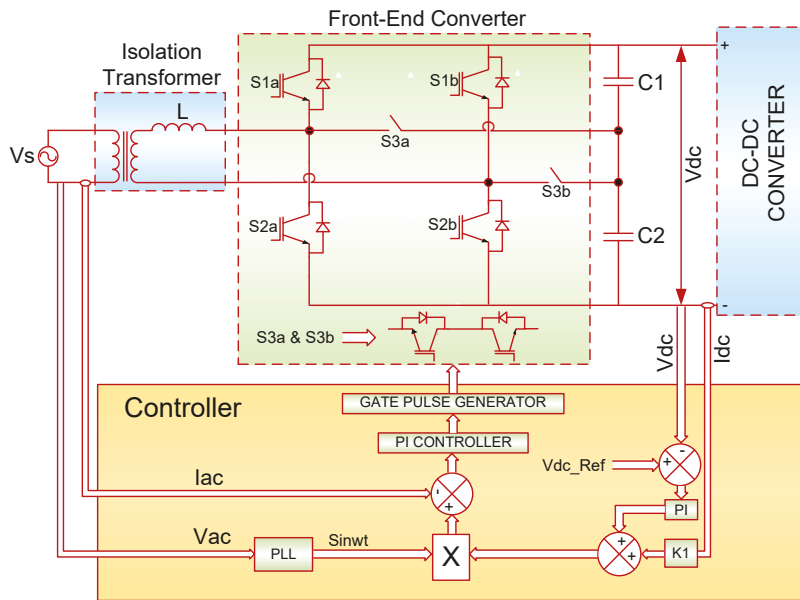 Front-End Converter
Isolation
Transformer
L
Vs
S1a
S1b
S3a
S3b
S2a
S2b
C1
C2
+
-
Vdc
DC-DC
CONVERTER
S3a & S3b
Vdc
Idc
Controller
GATE PULSE GENERATOR
PI CONTROLLER
Iac
-
+
Vdc_Ref
+
-
PI
Vac
PLL
Sinwt
X
+
+
K1